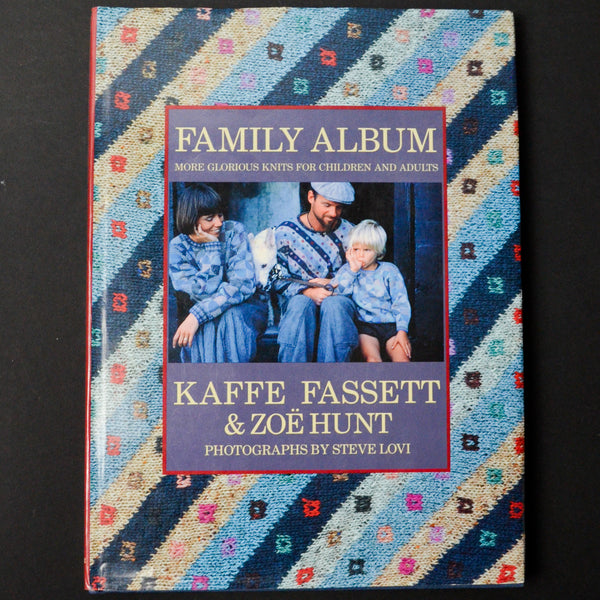 FAMILY ALBUM
MORE GLORIOUS KNITS FOR CHILDREN AND ADULTS
KAFFE FASSETT
& ZOË HUNT
PHOTOGRAPHS BY STEVE LOVI